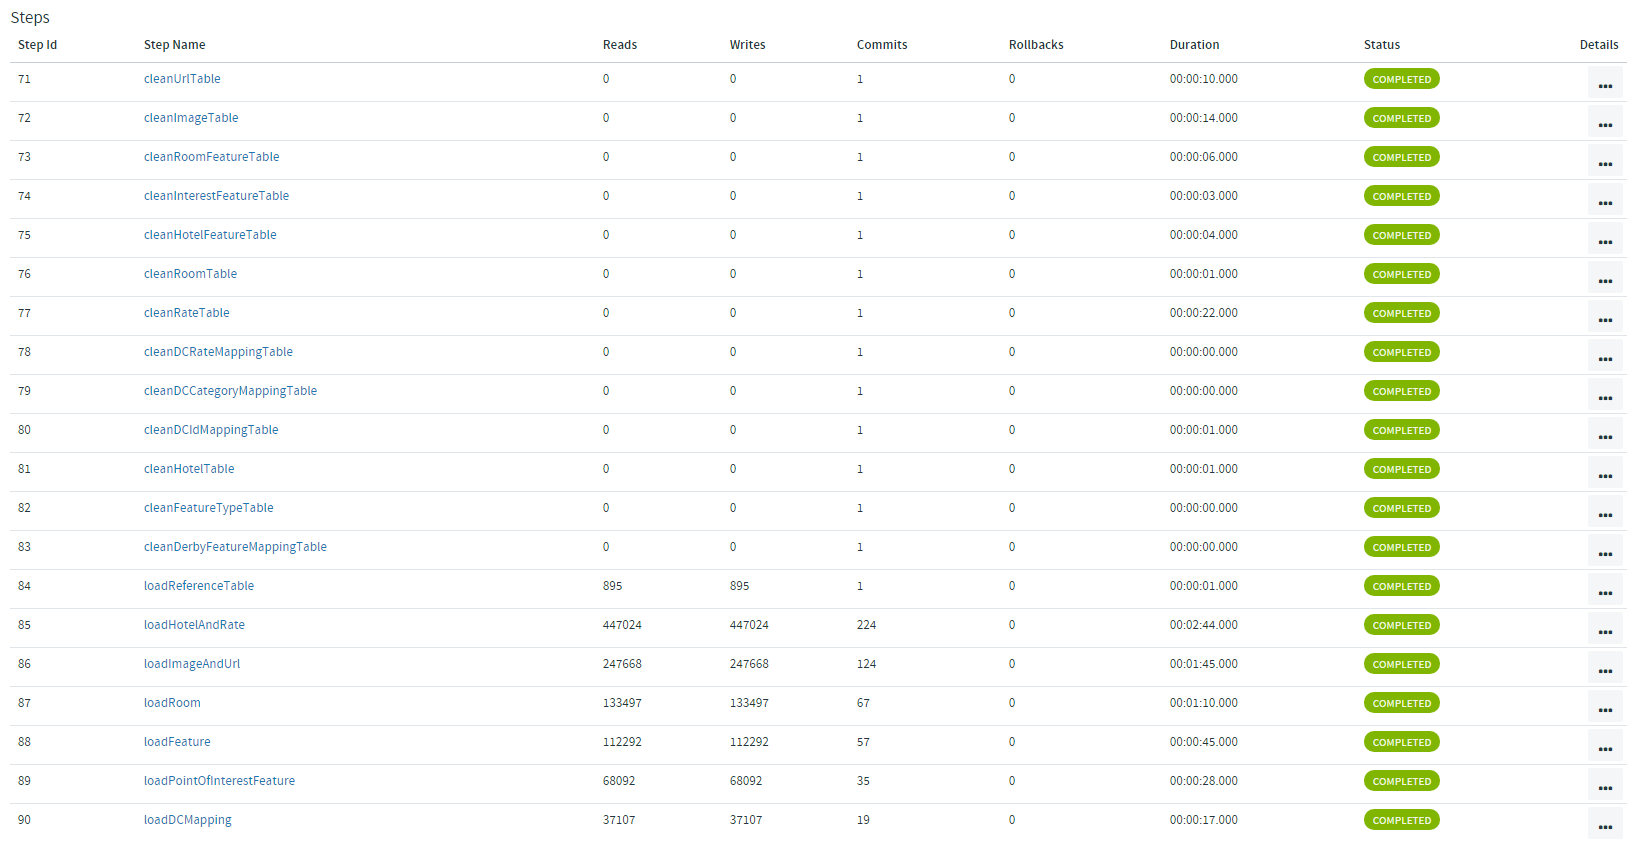 Steps
Step Id Step Name Reads Writes Commits Rollbacks Duration Status Details
71 cleanUrlTable 0 0 1 0 00:00:10.000 COMPLETED ...
72 cleanImageTable 0 0 1 0 00:00:14.000 COMPLETED ...
73 cleanRoomFeatureTable 0 0 1 0 00:00:06.000 COMPLETED ...
74 cleanInterestFeatureTable 0 0 1 0 00:00:03.000 COMPLETED ...
75 cleanHotelFeatureTable 0 0 1 0 00:00:04.000 COMPLETED ...
76 cleanRoomTable 0 0 1 0 00:00:01.000 COMPLETED ...
77 cleanRateTable 0 0 1 0 00:00:22.000 COMPLETED ...
78 cleanDCRateMappingTable 0 0 1 0 00:00:00.000 COMPLETED ...
79 cleanDCCategoryMappingTable 0 0 1 0 00:00:00.000 COMPLETED ...
80 cleanDCIdMappingTable 0 0 1 0 00:00:01.000 COMPLETED ...
81 cleanHotelTable 0 0 1 0 00:00:01.000 COMPLETED ...
82 cleanFeatureTypeTable 0 0 1 0 00:00:00.000 COMPLETED ...
83 cleanDerbyFeatureMappingTable 0 0 1 0 00:00:00.000 COMPLETED ...
84 loadReferenceTable 895 895 1 0 00:00:01.000 COMPLETED ...
85 loadHotelAndRate 447024 447024 224 0 00:02:44.000 COMPLETED ...
86 loadImageAndUrl 247668 247668 124 0 00:01:45.000 COMPLETED ...
87 loadRoom 133497 133497 67 0 00:01:10.000 COMPLETED ...
88 loadFeature 112292 112292 57 0 00:00:45.000 COMPLETED ...
89 loadPointOfInterestFeature 68092 68092 35 0 00:00:28.000 COMPLETED ...
90 loadDCMapping 37107 37107 19 0 00:00:17.000 COMPLETED ...